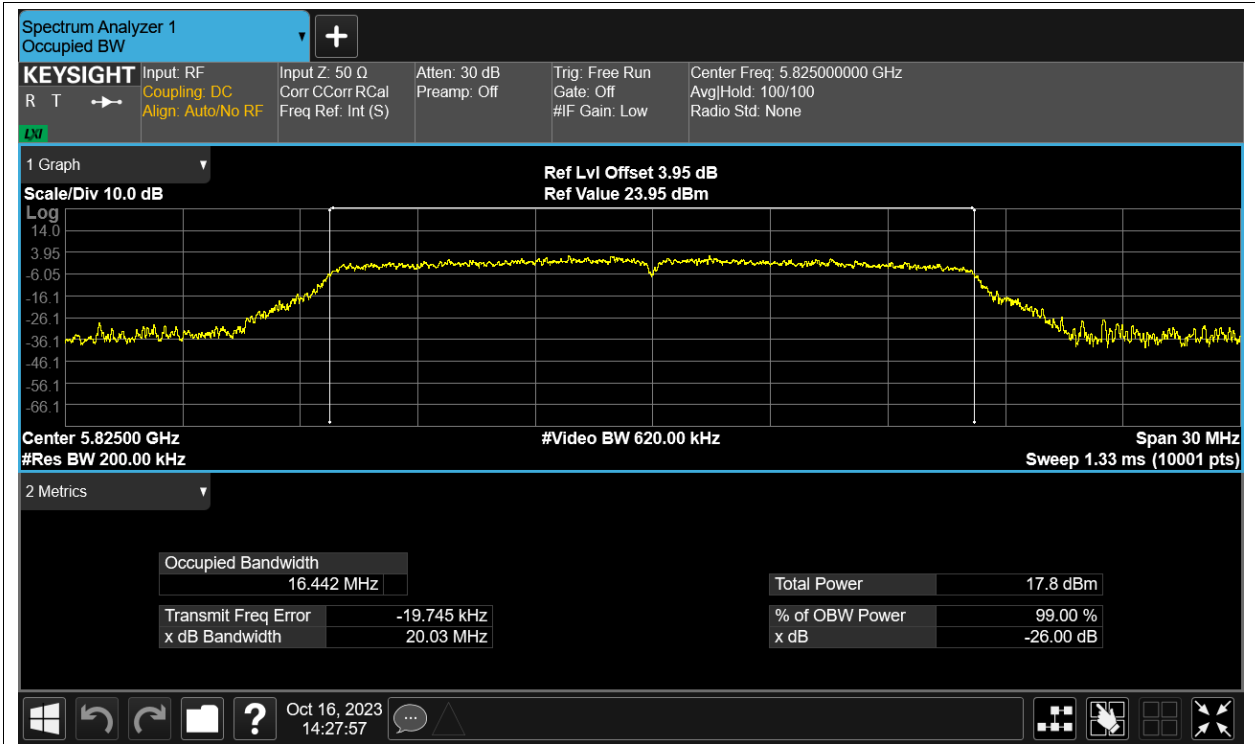 Spectrum Analyzer 1
Occupied BW
KEYSIGHT
R T
LXI
Input: RF
Coupling: DC
Align: Auto/No RF
Input Z: 50 Ω
Corr CCorr RCal
Freq Ref: Int (S)
Atten: 30 dB
Preamp: Off
Trig: Free Run
Gate: Off
#IF Gain: Low
Center Freq: 5.825000000 GHz
Avg|Hold: 100/100
Radio Std: None
1 Graph
Scale/Div 10.0 dB
Ref Lvl Offset 3.95 dB
Ref Value 23.95 dBm
Log
14.0
3.95
-6.05
-16.1
-26.1
-36.1
-46.1
-56.1
-66.1
Center 5.82500 GHz
#Video BW 620.00 kHz
Span 30 MHz
#Res BW 200.00 kHz
Sweep 1.33 ms (10001 pts)
2 Metrics
Occupied Bandwidth
16.442 MHz
Total Power 17.8 dBm
Transmit Freq Error -19.745 kHz
% of OBW Power 99.00 %
x dB Bandwidth 20.03 MHz
x dB -26.00 dB
?
Oct 16, 2023
14:27:57